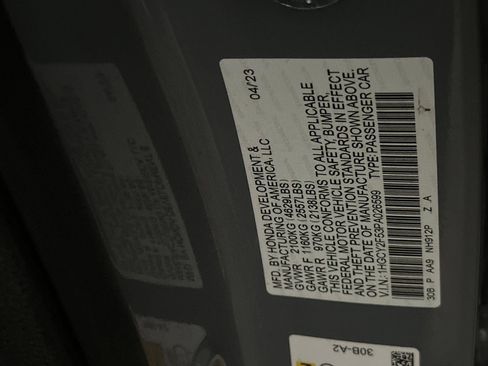 MFD. BY HONDA DEVELOPMENT & 04/23
MANUFACTURING OF AMERICA, LLC
GVWR 2100KG (4629LBS)
GAWR F 1160KG (2557LBS)
GAWR R 970KG (2138LBS)
THIS VEHICLE CONFORMS TO ALL APPLICABLE
FEDERAL MOTOR VEHICLE SAFETY, BUMPER,
AND THEFT PREVENTION STANDARDS IN EFFECT
ON THE DATE OF MANUFACTURE SHOWN ABOVE.
V.I.N.: 1HGCY2F53PA026599 TYPE: PASSENGER CAR
30B P AA9 NH912P Z A
30B-A2